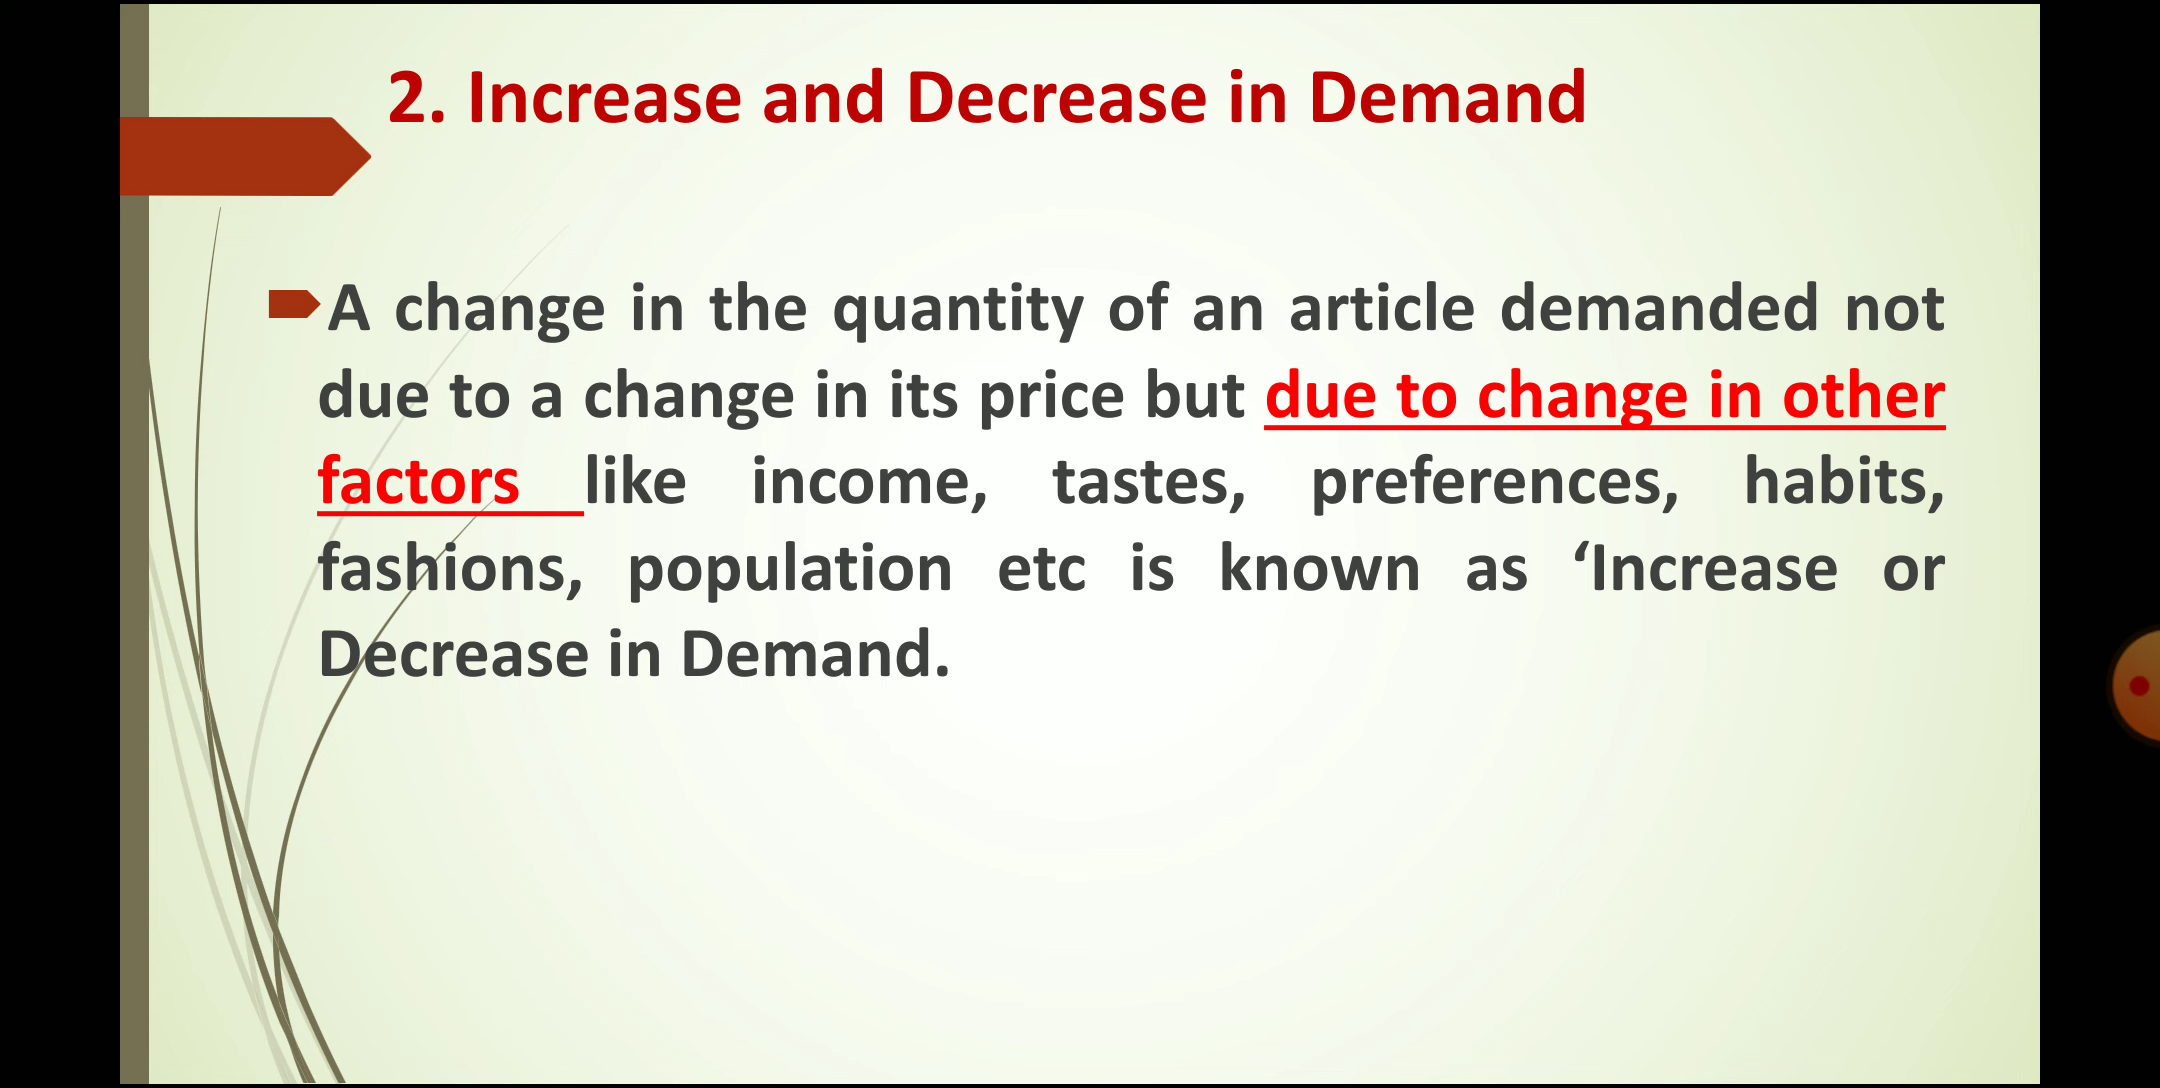 2. Increase and Decrease in Demand
A change in the quantity of an article demanded not
due to a change in its price but due to change in other
factors like income, tastes, preferences, habits,
fashions, population etc is known as ‘Increase or
Decrease in Demand.